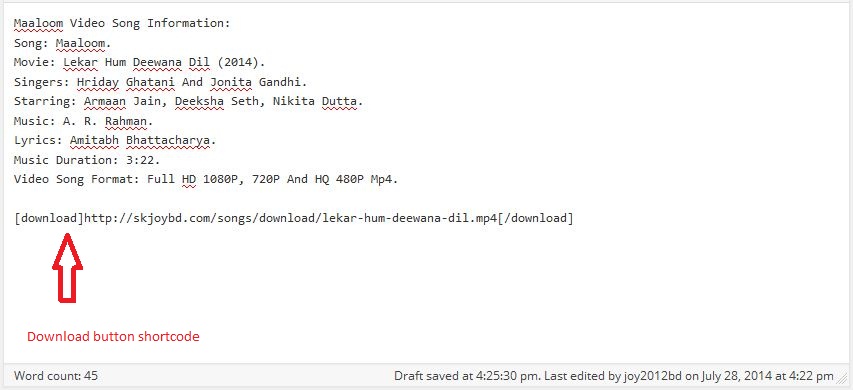 Maaloom Video Song Information:
Song: Maaloom.
Movie: Lekar Hum Deewana Dil (2014).
Singers: Hriday Ghatani And Jonita Gandhi.
Starring: Armaan Jain, Deeksha Seth, Nikita Dutta.
Music: A. R. Rahman.
Lyrics: Amitabh Bhattacharya.
Music Duration: 3:22.
Video Song Format: Full HD 1080P, 720P And HQ 480P Mp4.
[download]http://skjoybd.com/songs/download/lekar-hum-deewana-dil.mp4[/download]
Download button shortcode
Word count: 45 Draft saved at 4:25:30 pm. Last edited by joy2012bd on July 28, 2014 at 4:22 pm